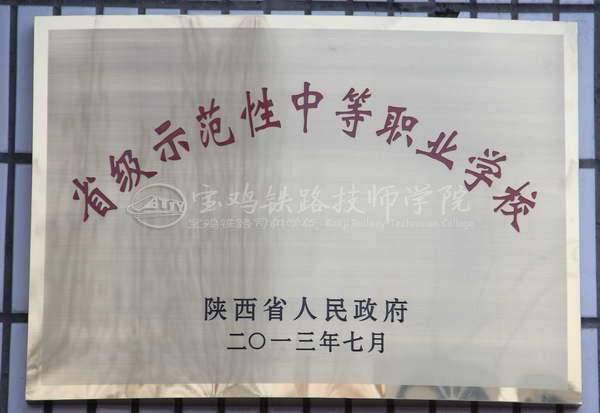 省级示范性中等职业学校
宝鸡铁路技师学院
陕西省人民政府
二〇一三年七月